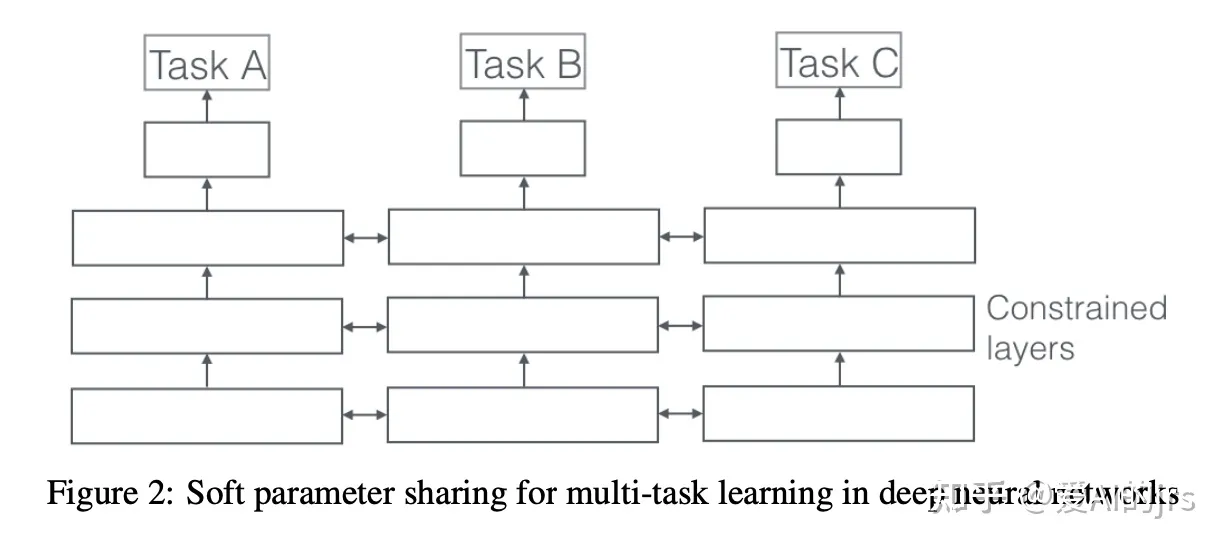 Task A
Task B
Task C
Constrained
layers
Figure 2: Soft parameter sharing for multi-task learning in deep neural networks
知乎 @爱AI的jrs